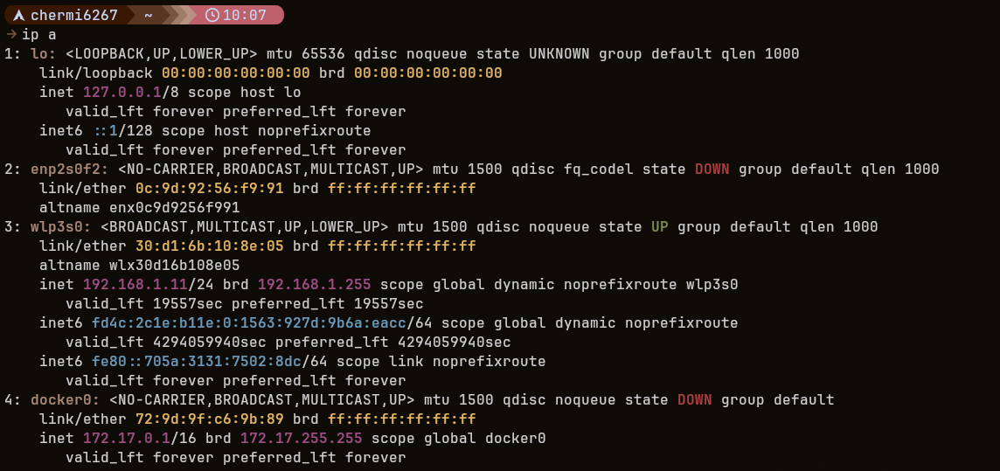 chermi6267 ~ 10:07
→ ip a
1: lo: <LOOPBACK,UP,LOWER_UP> mtu 65536 qdisc noqueue state UNKNOWN group default qlen 1000
    link/loopback 00:00:00:00:00:00 brd 00:00:00:00:00:00
    inet 127.0.0.1/8 scope host lo
       valid_lft forever preferred_lft forever
    inet6 ::1/128 scope host noprefixroute
       valid_lft forever preferred_lft forever
2: enp2s0f2: <NO-CARRIER,BROADCAST,MULTICAST,UP> mtu 1500 qdisc fq_codel state DOWN group default qlen 1000
    link/ether 0c:9d:92:56:f9:91 brd ff:ff:ff:ff:ff:ff
    altname enx0c9d9256f991
3: wlp3s0: <BROADCAST,MULTICAST,UP,LOWER_UP> mtu 1500 qdisc noqueue state UP group default qlen 1000
    link/ether 30:d1:6b:10:8e:05 brd ff:ff:ff:ff:ff:ff
    altname wlx30d16b108e05
    inet 192.168.1.11/24 brd 192.168.1.255 scope global dynamic noprefixroute wlp3s0
       valid_lft 19557sec preferred_lft 19557sec
    inet6 fd4c:2c1e:b11e:0:1563:927d:9b6a:eacc/64 scope global dynamic noprefixroute
       valid_lft 4294059940sec preferred_lft 4294059940sec
    inet6 fe80::705a:3131:7502:8dc/64 scope link noprefixroute
       valid_lft forever preferred_lft forever
4: docker0: <NO-CARRIER,BROADCAST,MULTICAST,UP> mtu 1500 qdisc noqueue state DOWN group default
    link/ether 72:9d:9f:c6:9b:89 brd ff:ff:ff:ff:ff:ff
    inet 172.17.0.1/16 brd 172.17.255.255 scope global docker0
       valid_lft forever preferred_lft forever